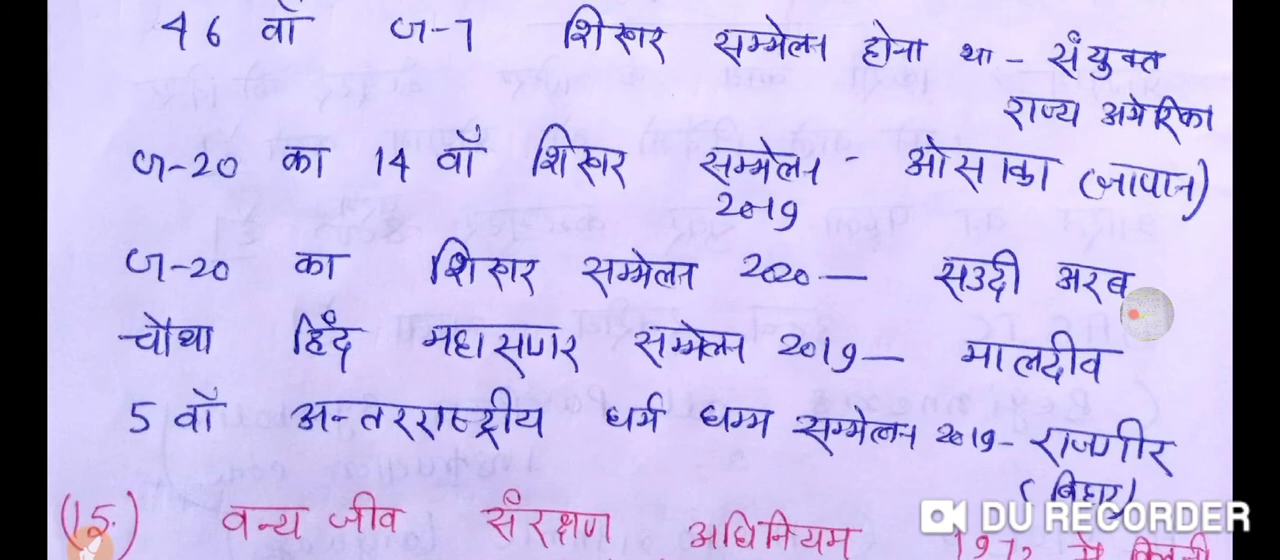 46 वाँ ज-7 शिखर सम्मेलन होना था – संयुक्त
राज्य अमेरिका
ज-20 का 14 वाँ शिखर सम्मेलन - ओसाका (जापान)
2019
ज-20 का शिखर सम्मेलन 2020 — सउदी अरब
चौथा हिंद महासागर सम्मेलन 2019 — मालदीव
5 वाँ अन्तरराष्ट्रीय धर्म धम्म सम्मेलन 2019 - राजगीर
(बिहार)
(15.) वन्य जीव संरक्षण अधिनियम 1972
DU RECORDER